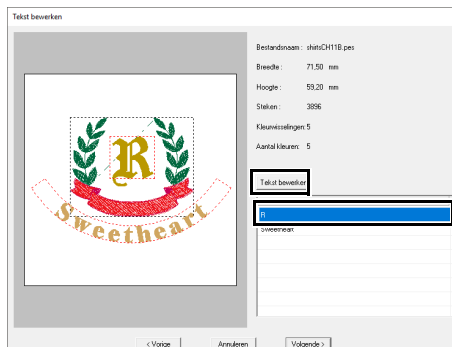 Tekst bewerken
Bestandsnaam : shirtsCH11B.pes
Breedte : 71,50 mm
Hoogte : 59,20 mm
Steken : 3896
Kleurwisselingen: 5
Aantal kleuren: 5
R
Sweetheart
Tekst bewerken
R
Sweetheart
< Vorige Annuleren Volgende >